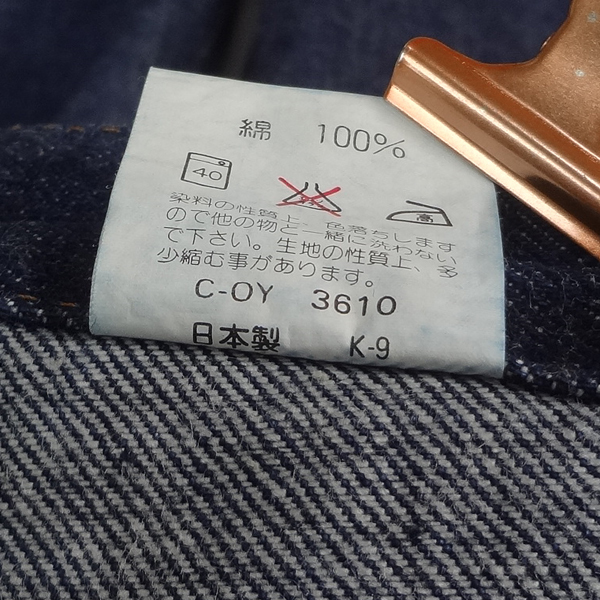 綿 100%
40
高
染料の性質上、色落ちします
ので他の物と一緒に洗わない
で下さい。生地の性質上、多
少縮む事があります。
C-OY 3610
日本製 K-9